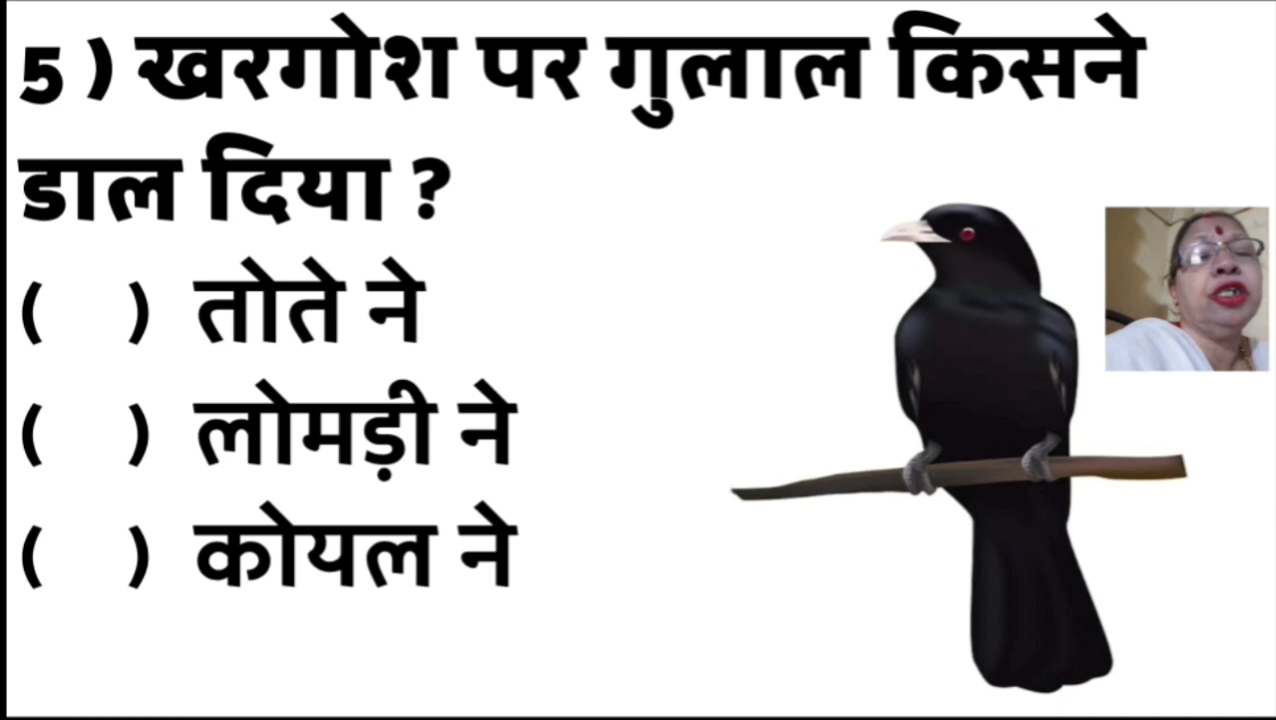 5 ) खरगोश पर गुलाल किसने
डाल दिया ?
( ) तोते ने
( ) लोमड़ी ने
( ) कोयल ने